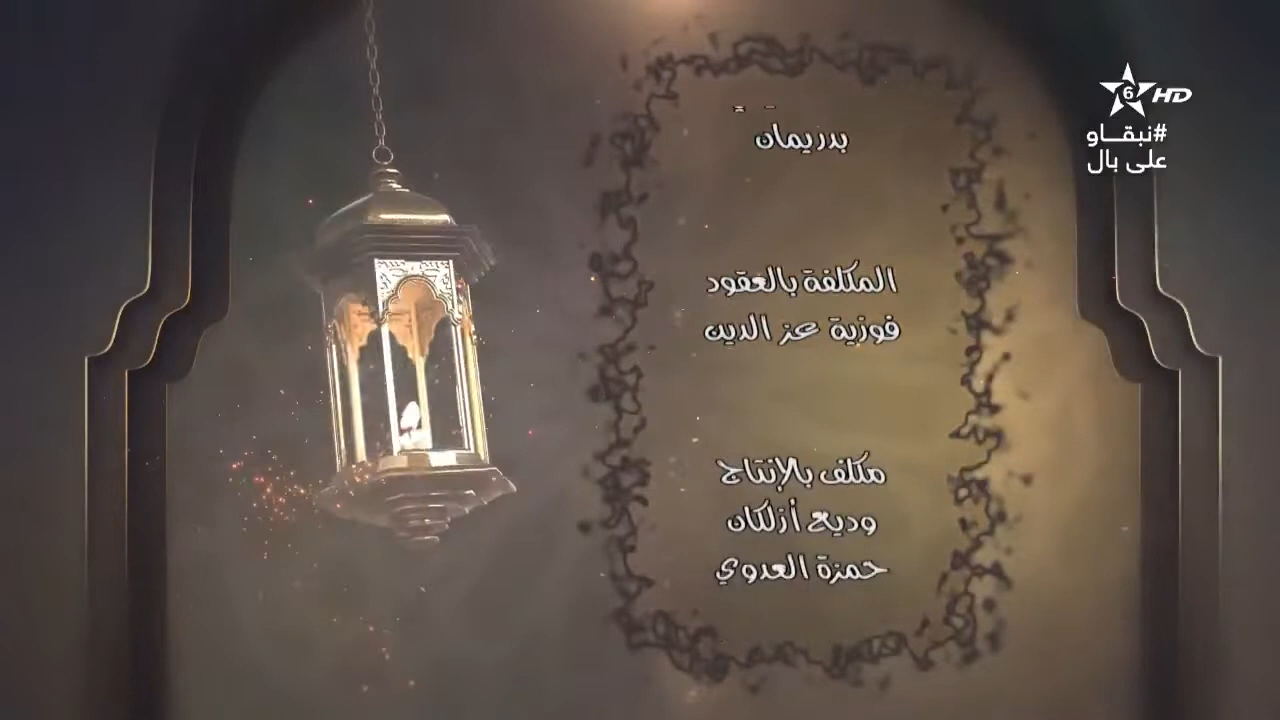 6 HD
#نبقاو
على بال
بدريمان
المكلفة بالعقود
فوزية عز الدين
مكلف بالإنتاج
وديع أزلكان
حمزة العدوي